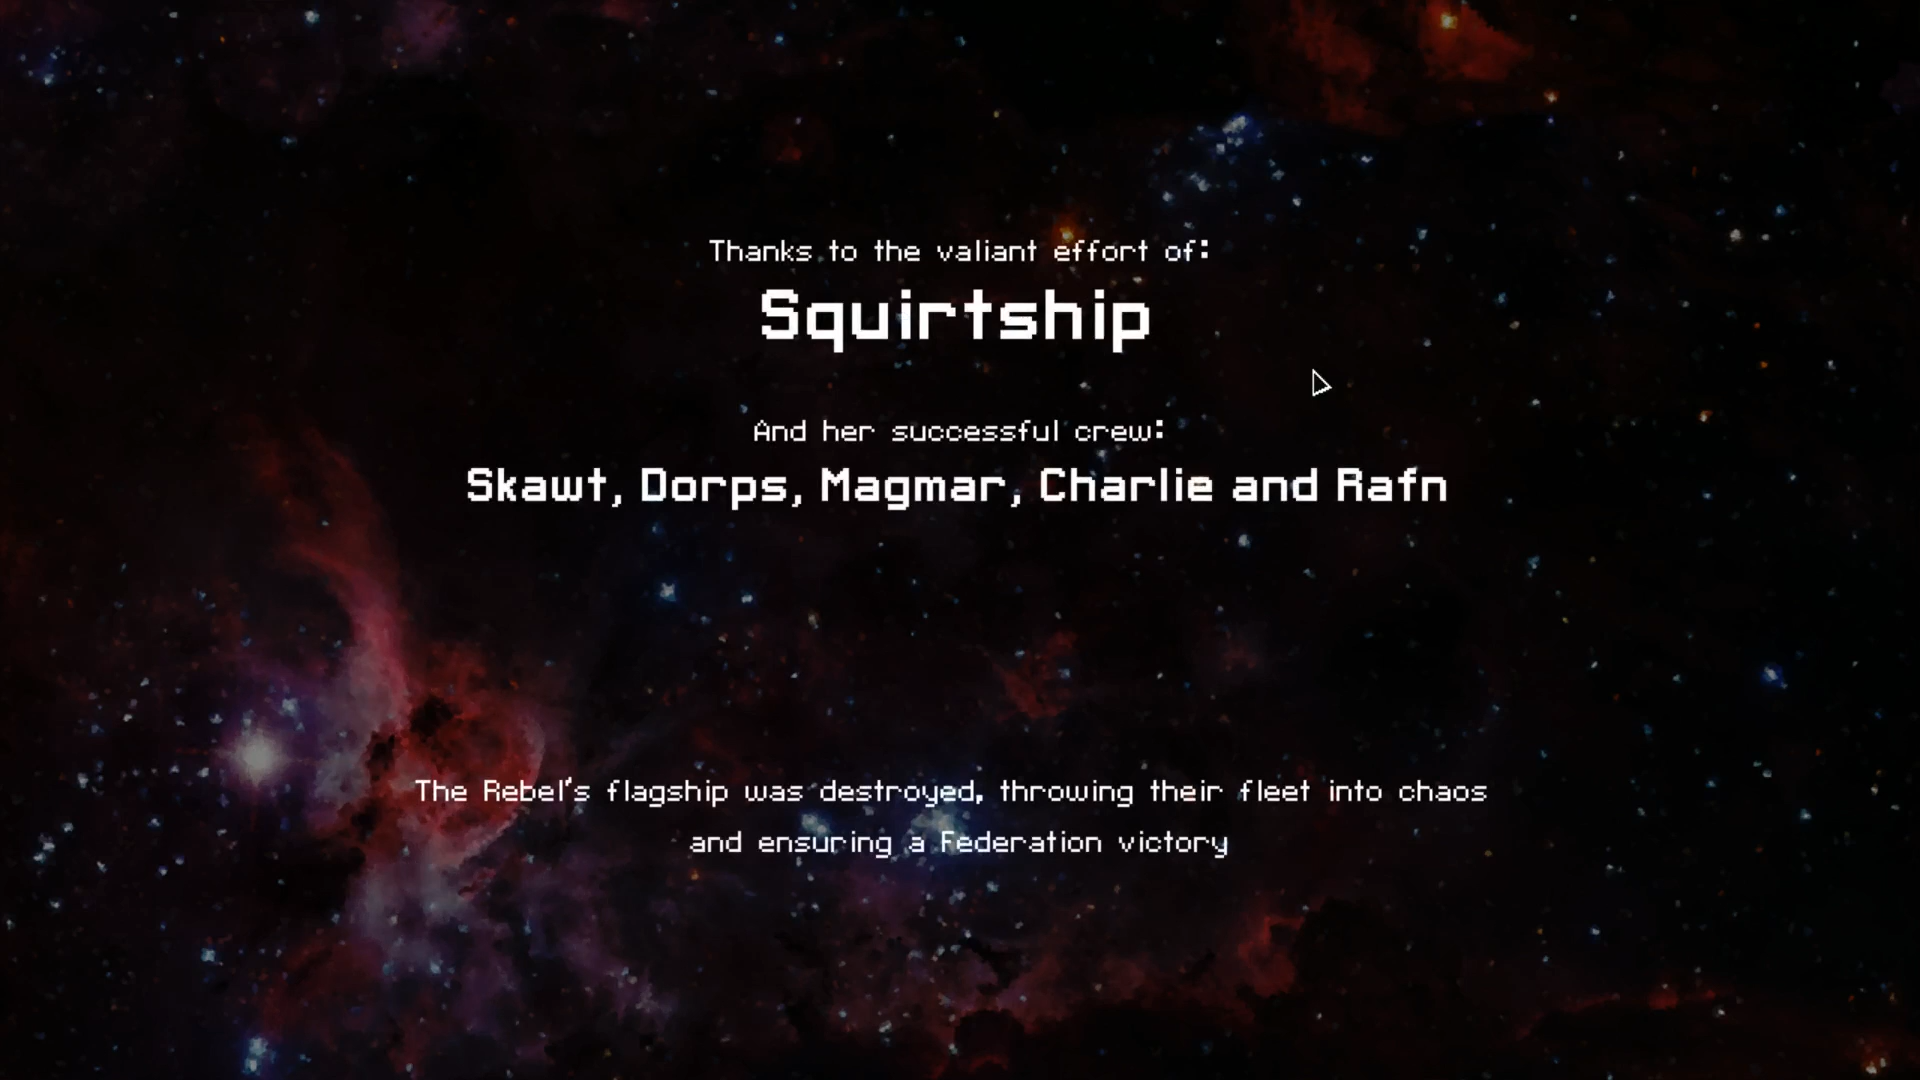 Thanks to the valiant effort of:
Squirtship
And her successful crew:
Skawt, Dorps, Magmar, Charlie and Rafn
The Rebel's flagship was destroyed, throwing their fleet into chaos
and ensuring a Federation victory